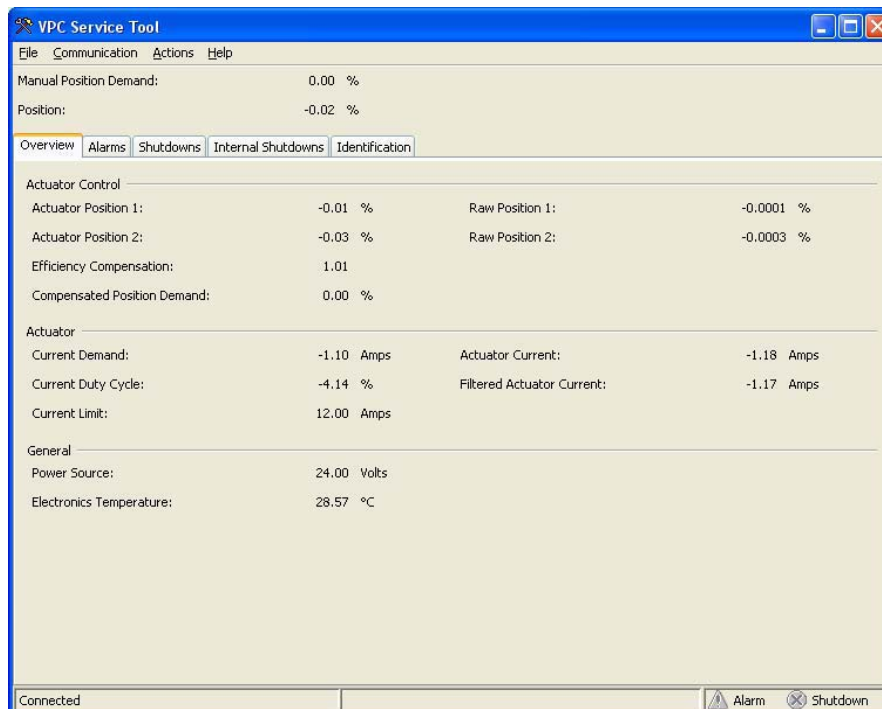 VPC Service Tool
File Communication Actions Help
Manual Position Demand: 0.00 %
Position: -0.02 %
Overview Alarms Shutdowns Internal Shutdowns Identification
Actuator Control
Actuator Position 1: -0.01 % Raw Position 1: -0.0001 %
Actuator Position 2: -0.03 % Raw Position 2: -0.0003 %
Efficiency Compensation: 1.01
Compensated Position Demand: 0.00 %
Actuator
Current Demand: -1.10 Amps Actuator Current: -1.18 Amps
Current Duty Cycle: -4.14 % Filtered Actuator Current: -1.17 Amps
Current Limit: 12.00 Amps
General
Power Source: 24.00 Volts
Electronics Temperature: 28.57 °C
Connected Alarm Shutdown